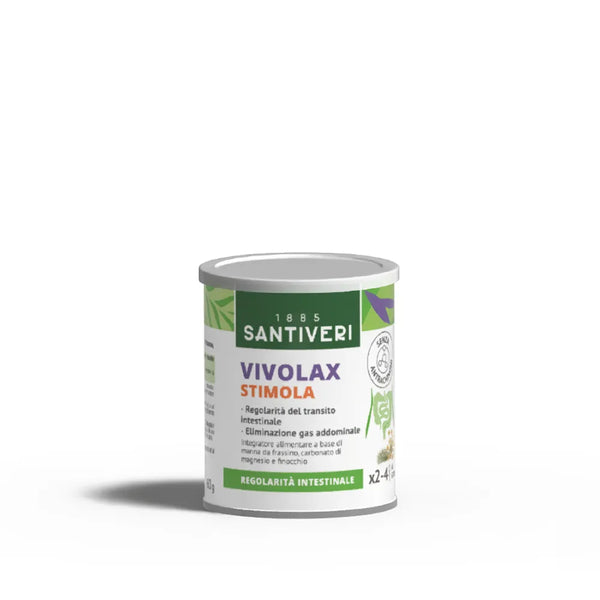 1885
SANTIVERI
VIVOLAX
STIMOLA
- Regolarità del transito
intestinale
- Eliminazione gas addominale
Integratore alimentare a base di
manna da frassino, carbonato di
magnesio e finocchio
REGOLARITÀ INTESTINALE
SENZA
x2-4